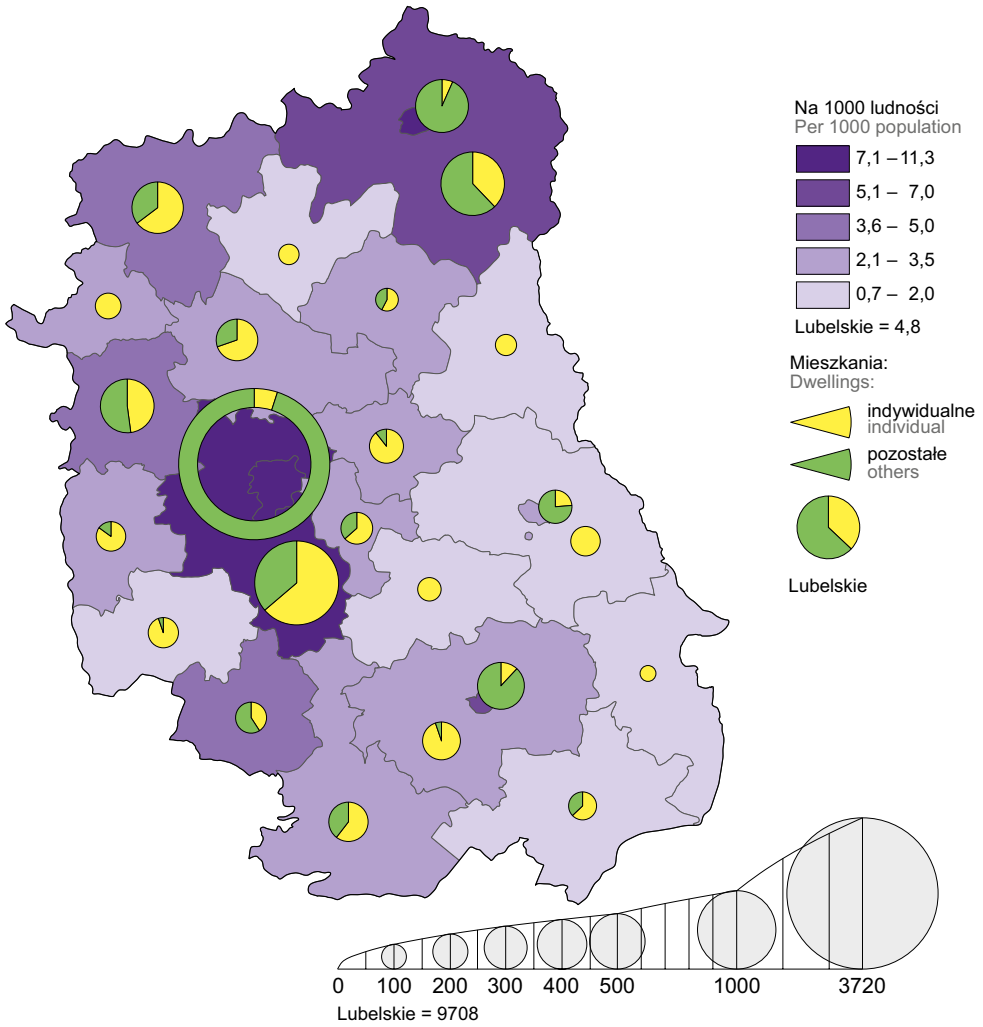 Na 1000 ludności
Per 1000 population
7,1 – 11,3
5,1 – 7,0
3,6 – 5,0
2,1 – 3,5
0,7 – 2,0
Lubelskie = 4,8
Mieszkania:
Dwellings:
indywidualne
individual
pozostałe
others
Lubelskie
0 100 200 300 400 500 1000 3720
Lubelskie = 9708